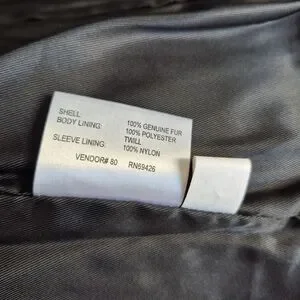 SHELL 100% GENUINE FUR
BODY LINING: 100% POLYESTER
TWILL
SLEEVE LINING: 100% NYLON
VENDOR# 80 RN69426